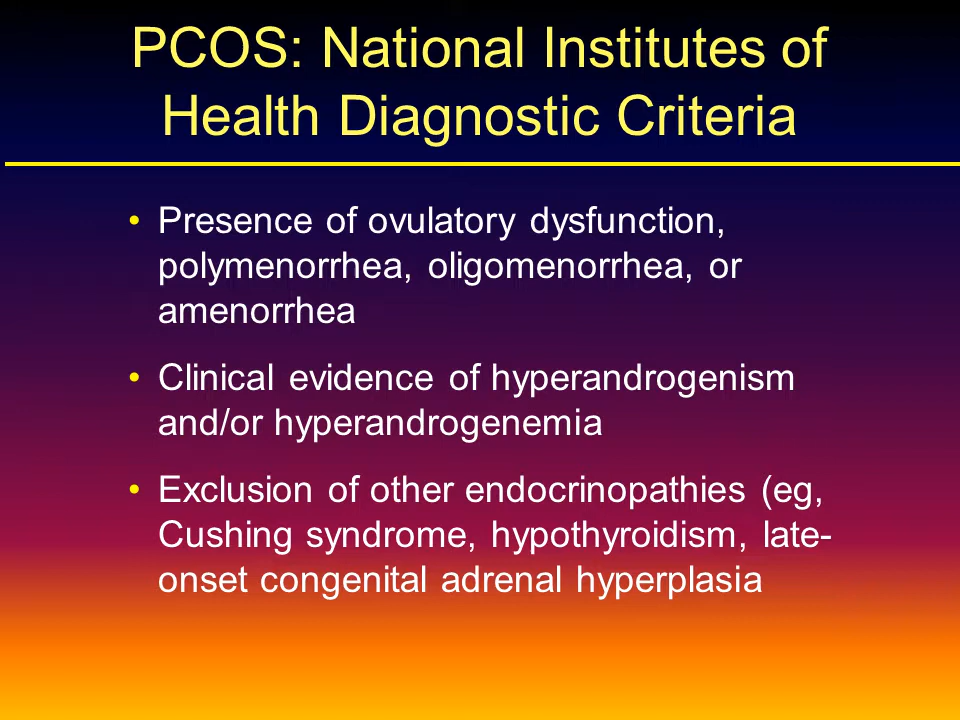 PCOS: National Institutes of
Health Diagnostic Criteria
• Presence of ovulatory dysfunction,
polymenorrhea, oligomenorrhea, or
amenorrhea
• Clinical evidence of hyperandrogenism
and/or hyperandrogenemia
• Exclusion of other endocrinopathies (eg,
Cushing syndrome, hypothyroidism, late-
onset congenital adrenal hyperplasia